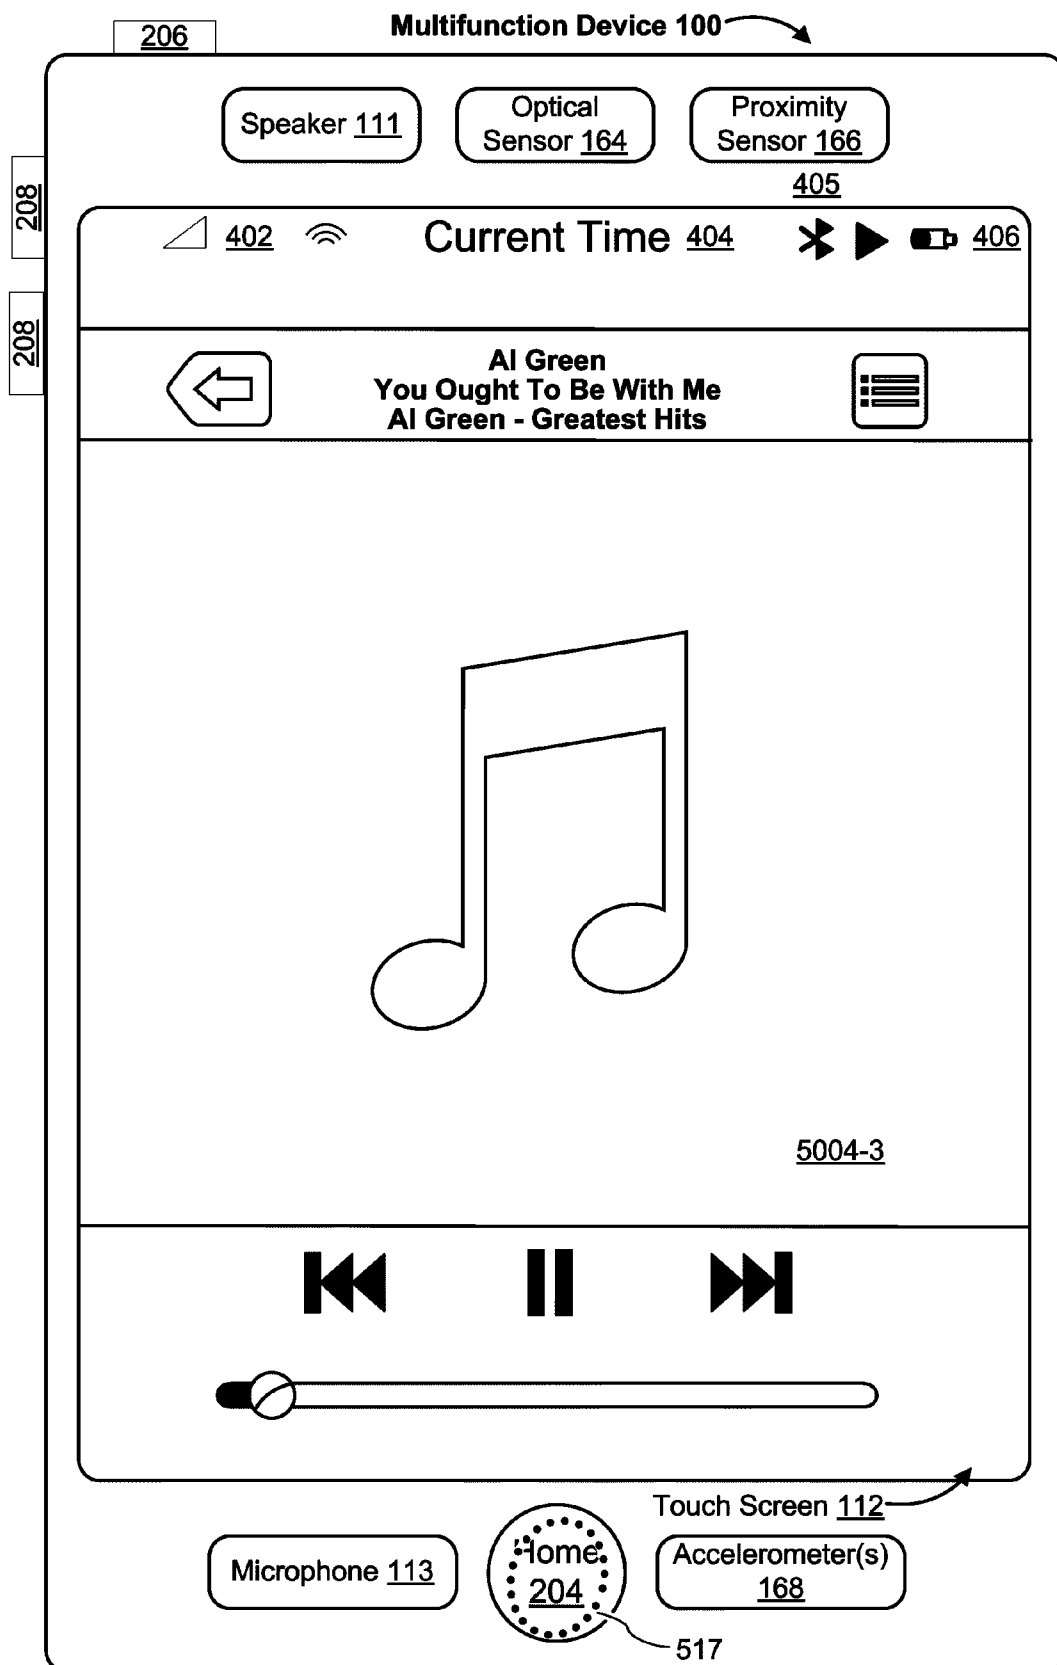 206
Multifunction Device 100
Speaker 111
Optical
Sensor 164
Proximity
Sensor 166
405
208
402
Current Time 404
406
208
Al Green
You Ought To Be With Me
Al Green - Greatest Hits
5004-3
Touch Screen 112
Microphone 113
Home
204
Accelerometer(s)
168
517